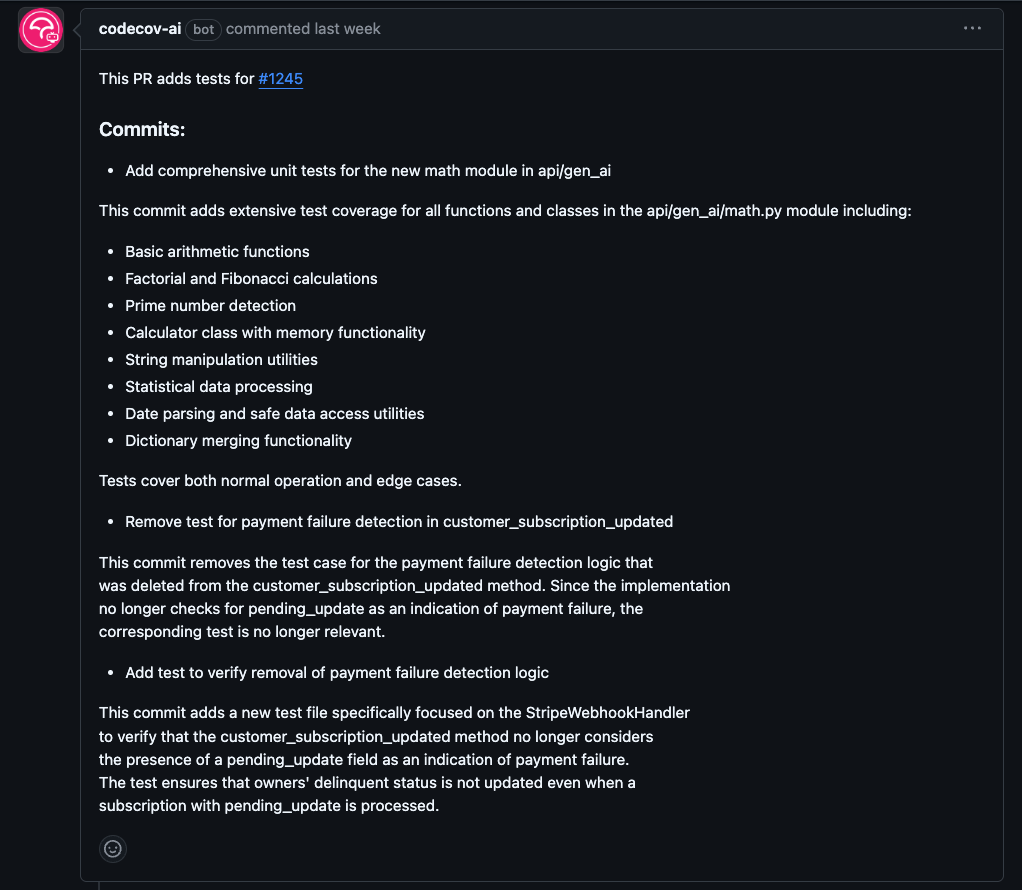 codecov-ai bot commented last week
This PR adds tests for #1245
Commits:
• Add comprehensive unit tests for the new math module in api/gen_ai
This commit adds extensive test coverage for all functions and classes in the api/gen_ai/math.py module including:
• Basic arithmetic functions
• Factorial and Fibonacci calculations
• Prime number detection
• Calculator class with memory functionality
• String manipulation utilities
• Statistical data processing
• Date parsing and safe data access utilities
• Dictionary merging functionality
Tests cover both normal operation and edge cases.
• Remove test for payment failure detection in customer_subscription_updated
This commit removes the test case for the payment failure detection logic that
was deleted from the customer_subscription_updated method. Since the implementation
no longer checks for pending_update as an indication of payment failure, the
corresponding test is no longer relevant.
• Add test to verify removal of payment failure detection logic
This commit adds a new test file specifically focused on the StripeWebhookHandler
to verify that the customer_subscription_updated method no longer considers
the presence of a pending_update field as an indication of payment failure.
The test ensures that owners' delinquent status is not updated even when a
subscription with pending_update is processed.